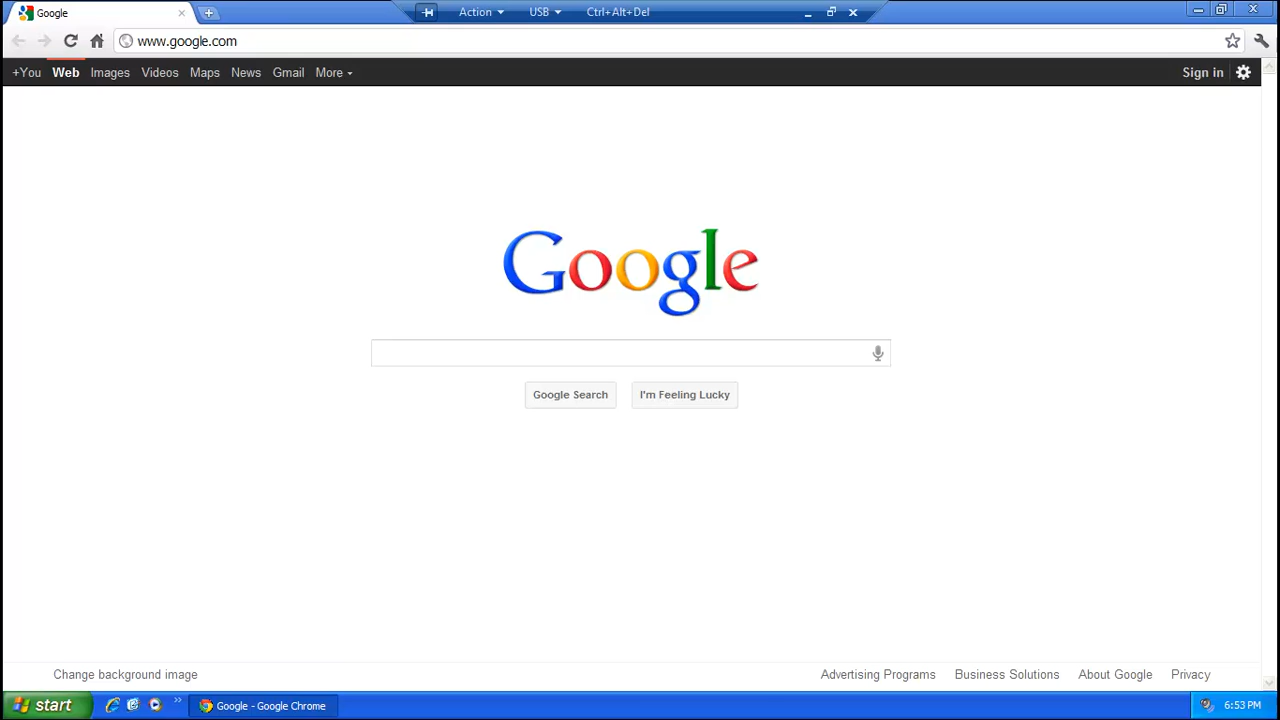 Google
Action USB Ctrl+Alt+Del
www.google.com
+You Web Images Videos Maps News Gmail More Sign in
Google
Google Search I'm Feeling Lucky
Change background image Advertising Programs Business Solutions About Google Privacy
start Google - Google Chrome 6:53 PM